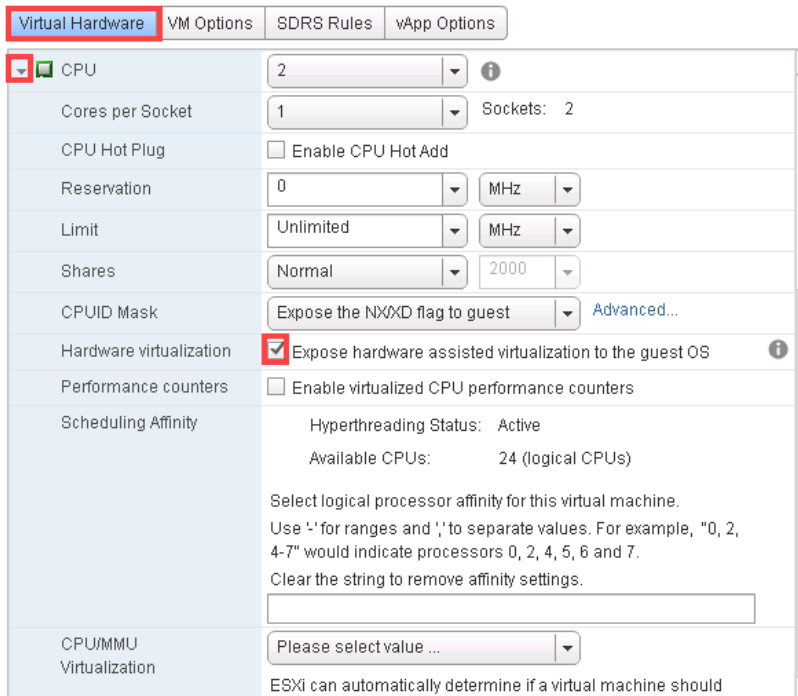 Virtual Hardware VM Options SDRS Rules vApp Options
CPU 2
Cores per Socket 1 Sockets: 2
CPU Hot Plug Enable CPU Hot Add
Reservation 0 MHz
Limit Unlimited MHz
Shares Normal 2000
CPUID Mask Expose the NX/XD flag to guest Advanced...
Hardware virtualization Expose hardware assisted virtualization to the guest OS
Performance counters Enable virtualized CPU performance counters
Scheduling Affinity Hyperthreading Status: Active
Available CPUs: 24 (logical CPUs)
Select logical processor affinity for this virtual machine.
Use '-' for ranges and ',' to separate values. For example, "0, 2,
4-7" would indicate processors 0, 2, 4, 5, 6 and 7.
Clear the string to remove affinity settings.
CPU/MMU
Virtualization
Please select value ...
ESXi can automatically determine if a virtual machine should